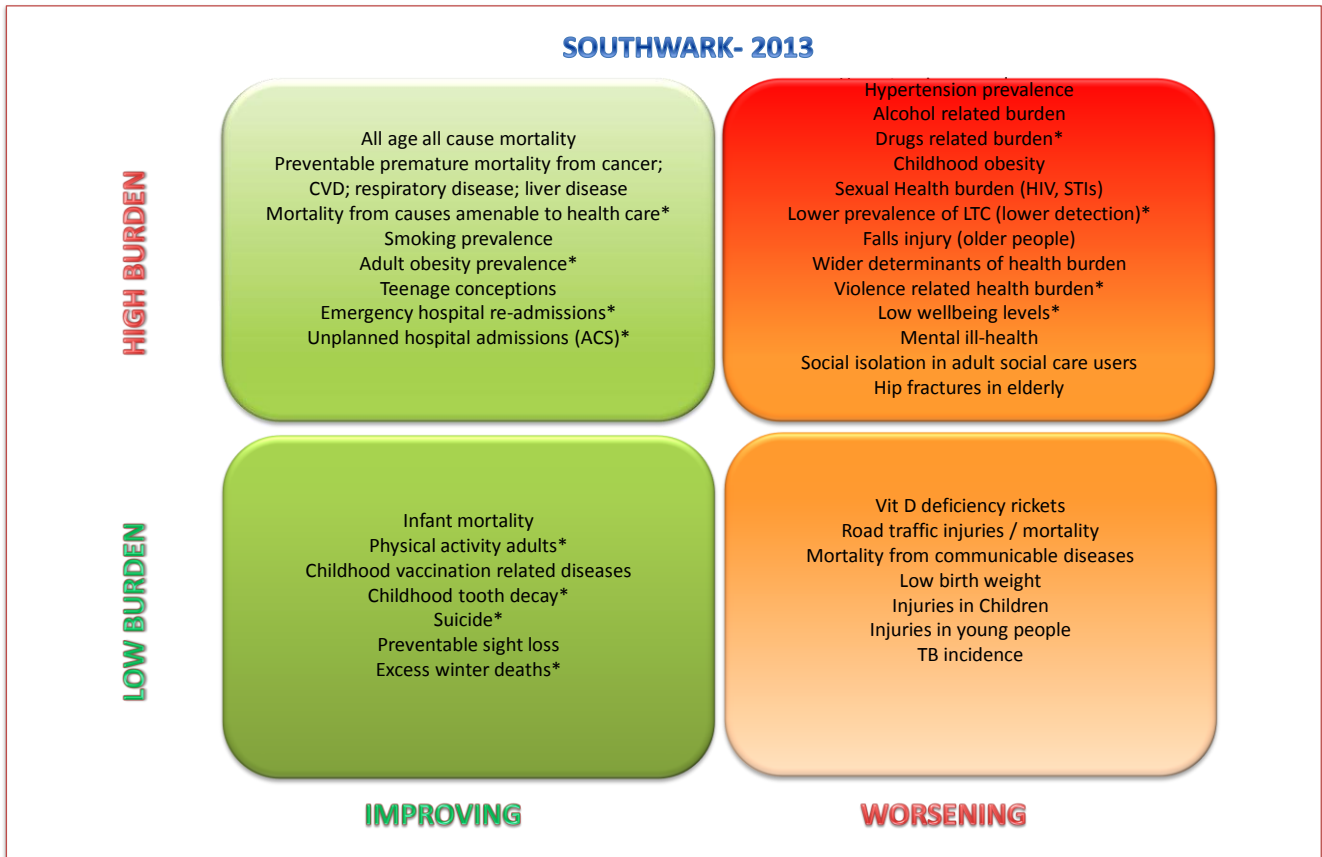 SOUTHWARK- 2013
HIGH BURDEN
All age all cause mortality
Preventable premature mortality from cancer;
CVD; respiratory disease; liver disease
Mortality from causes amenable to health care*
Smoking prevalence
Adult obesity prevalence*
Teenage conceptions
Emergency hospital re-admissions*
Unplanned hospital admissions (ACS)*
Hypertension prevalence
Alcohol related burden
Drugs related burden*
Childhood obesity
Sexual Health burden (HIV, STIs)
Lower prevalence of LTC (lower detection)*
Falls injury (older people)
Wider determinants of health burden
Violence related health burden*
Low wellbeing levels*
Mental ill-health
Social isolation in adult social care users
Hip fractures in elderly
LOW BURDEN
Infant mortality
Physical activity adults*
Childhood vaccination related diseases
Childhood tooth decay*
Suicide*
Preventable sight loss
Excess winter deaths*
Vit D deficiency rickets
Road traffic injuries / mortality
Mortality from communicable diseases
Low birth weight
Injuries in Children
Injuries in young people
TB incidence
IMPROVING
WORSENING